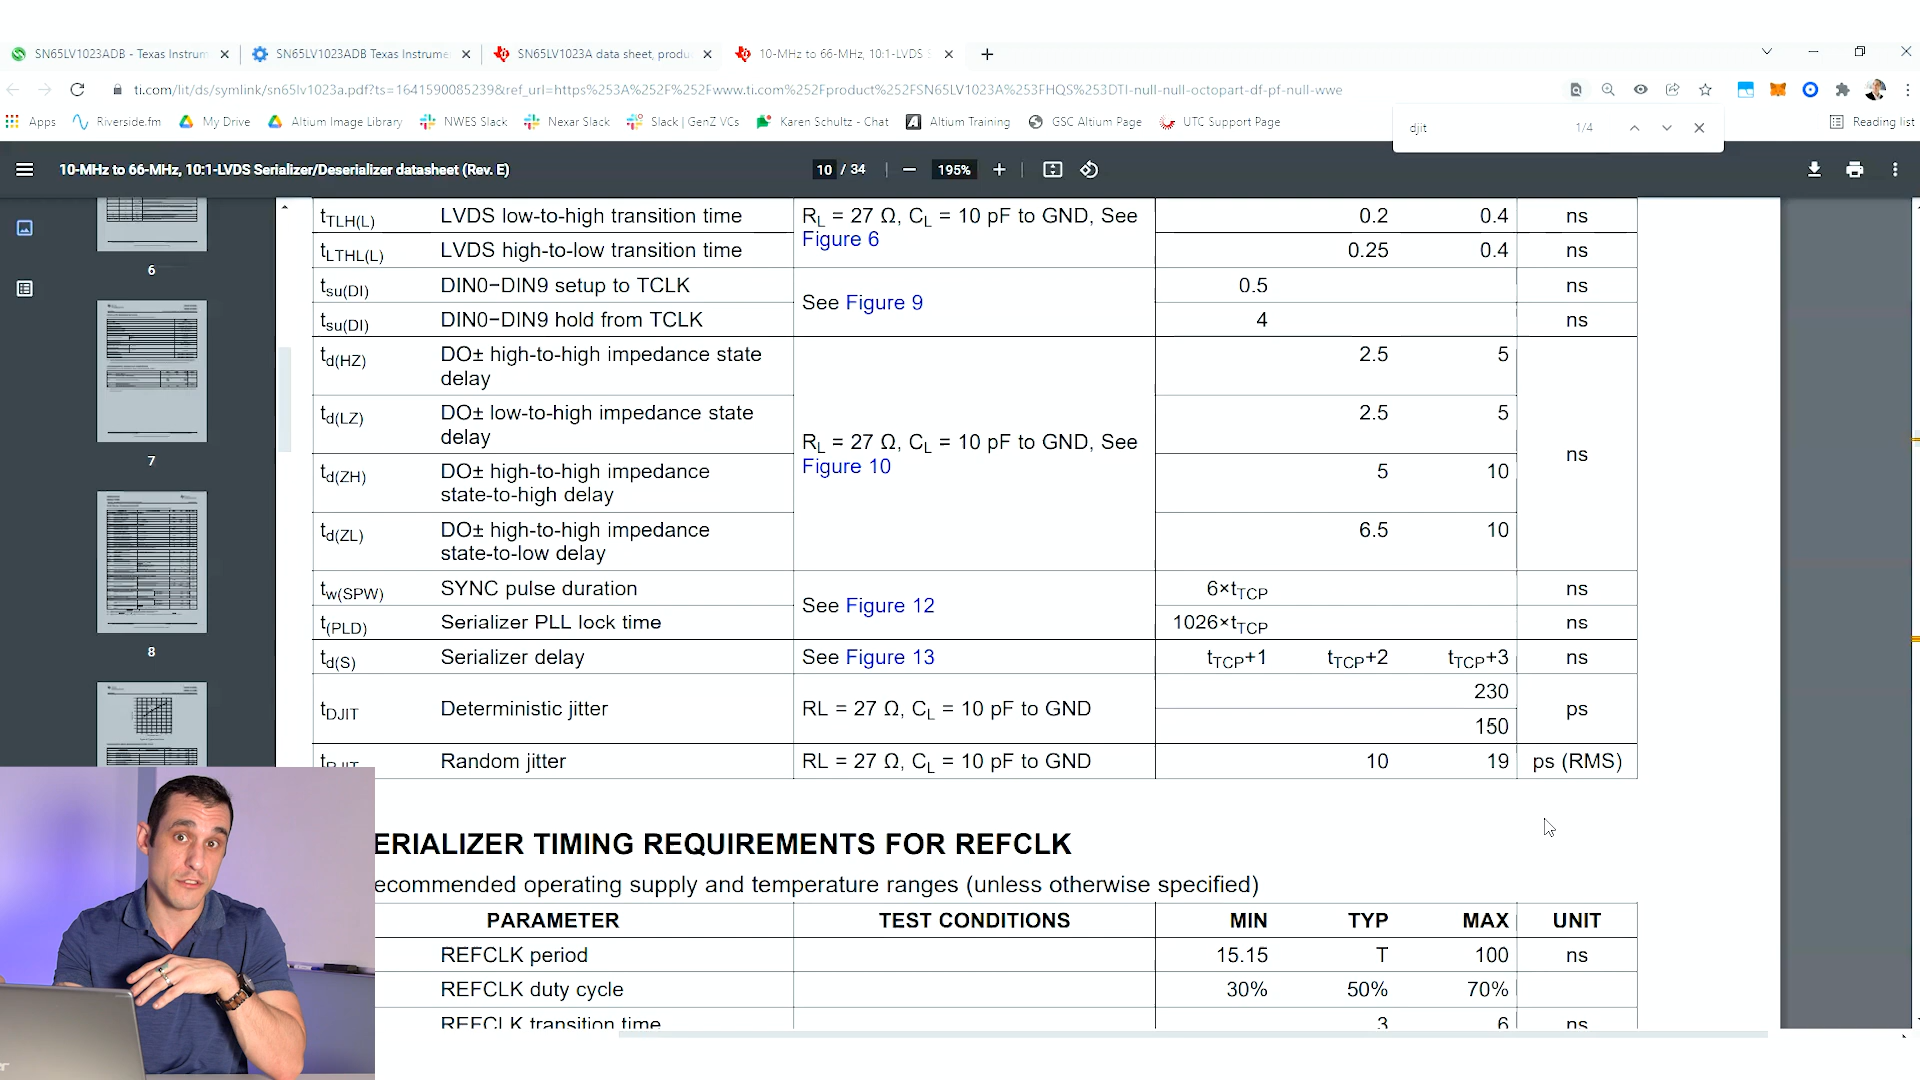 SN65LV1023ADB - Texas Instrum
SN65LV1023ADB Texas Instrume
SN65LV1023A data sheet, produ
10-MHz to 66-MHz, 10:1-LVDS S
ti.com/lit/ds/symlink/sn65lv1023a.pdf?ts=1641590085239&ref_url=https%253A%252F%252Fwww.ti.com%252Fproduct%252FSN65LV1023A%253FHQS%253DTI-null-null-octopart-df-pf-null-wwe
Apps Riverside.fm My Drive Altium Image Library NWES Slack Nexar Slack Slack | GenZ VCs Karen Schultz - Chat Altium Training GSC Altium Page UTC Support Page Reading list
djit 1/4
10-MHz to 66-MHz, 10:1-LVDS Serializer/Deserializer datasheet (Rev. E) 10 / 34 195%
6
7
8
tTLH(L) LVDS low-to-high transition time RL = 27 Ω, CL = 10 pF to GND, See Figure 6 0.2 0.4 ns
tLTHL(L) LVDS high-to-low transition time 0.25 0.4 ns
tsu(DI) DIN0−DIN9 setup to TCLK See Figure 9 0.5 ns
tsu(DI) DIN0−DIN9 hold from TCLK 4 ns
td(HZ) DO± high-to-high impedance state delay 2.5 5
td(LZ) DO± low-to-high impedance state delay RL = 27 Ω, CL = 10 pF to GND, See Figure 10 2.5 5 ns
td(ZH) DO± high-to-high impedance state-to-high delay 5 10
td(ZL) DO± high-to-high impedance state-to-low delay 6.5 10
tw(SPW) SYNC pulse duration See Figure 12 6×tTCP ns
t(PLD) Serializer PLL lock time 1026×tTCP ns
td(S) Serializer delay See Figure 13 tTCP+1 tTCP+2 tTCP+3 ns
tDJIT Deterministic jitter RL = 27 Ω, CL = 10 pF to GND 230 ps
150
Random jitter RL = 27 Ω, CL = 10 pF to GND 10 19 ps (RMS)
ERIALIZER TIMING REQUIREMENTS FOR REFCLK
ecommended operating supply and temperature ranges (unless otherwise specified)
PARAMETER TEST CONDITIONS MIN TYP MAX UNIT
REFCLK period 15.15 T 100 ns
REFCLK duty cycle 30% 50% 70%
REFCLK transition time 3 6 ns